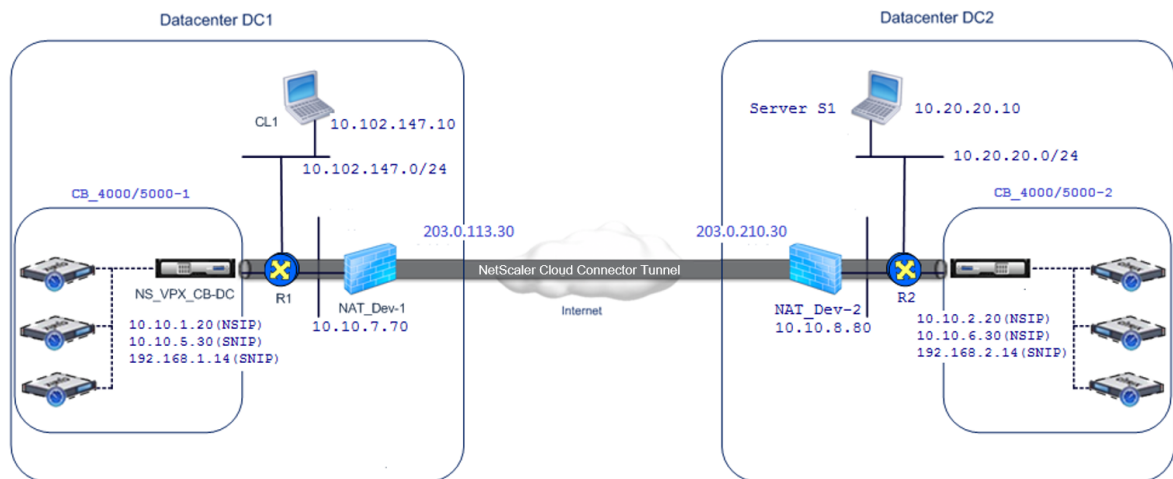 Datacenter DC1
Datacenter DC2
CL1
10.102.147.10
10.102.147.0/24
Server S1
10.20.20.10
10.20.20.0/24
CB_4000/5000-1
CB_4000/5000-2
203.0.113.30
203.0.210.30
NetScaler Cloud Connector Tunnel
Internet
NS_VPX_CB-DC
R1
NAT_Dev-1
10.10.7.70
NAT_Dev-2
10.10.8.80
R2
10.10.1.20(NSIP)
10.10.5.30(SNIP)
192.168.1.14(SNIP)
10.10.2.20(NSIP)
10.10.6.30(NSIP)
192.168.2.14(SNIP)